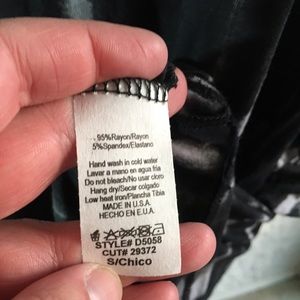 95%Rayon/Rayon
5%Spandex/Elastano
Hand wash in cold water
Lavar a mano en agua fria
Do not bleach/No usar cloro
Hang dry/Secar colgado
Low heat iron/Plancha Tibia
MADE IN U.S.A.
HECHO EN E.U.A.
STYLE# D5058
CUT# 29372
S/Chico